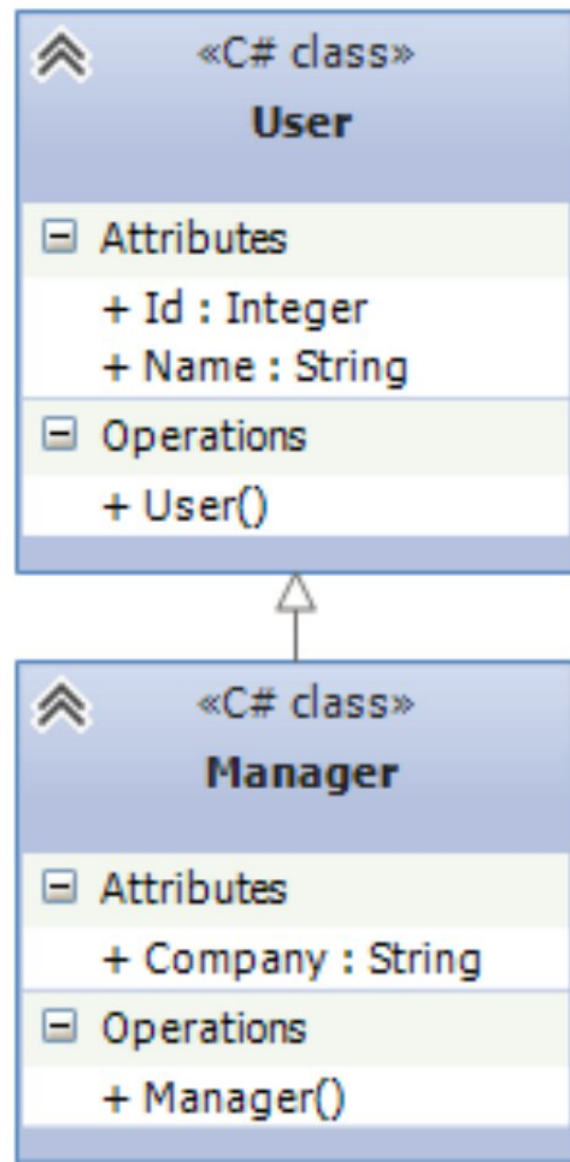 «C# class»
User
Attributes
+ Id : Integer
+ Name : String
Operations
+ User()
«C# class»
Manager
Attributes
+ Company : String
Operations
+ Manager()